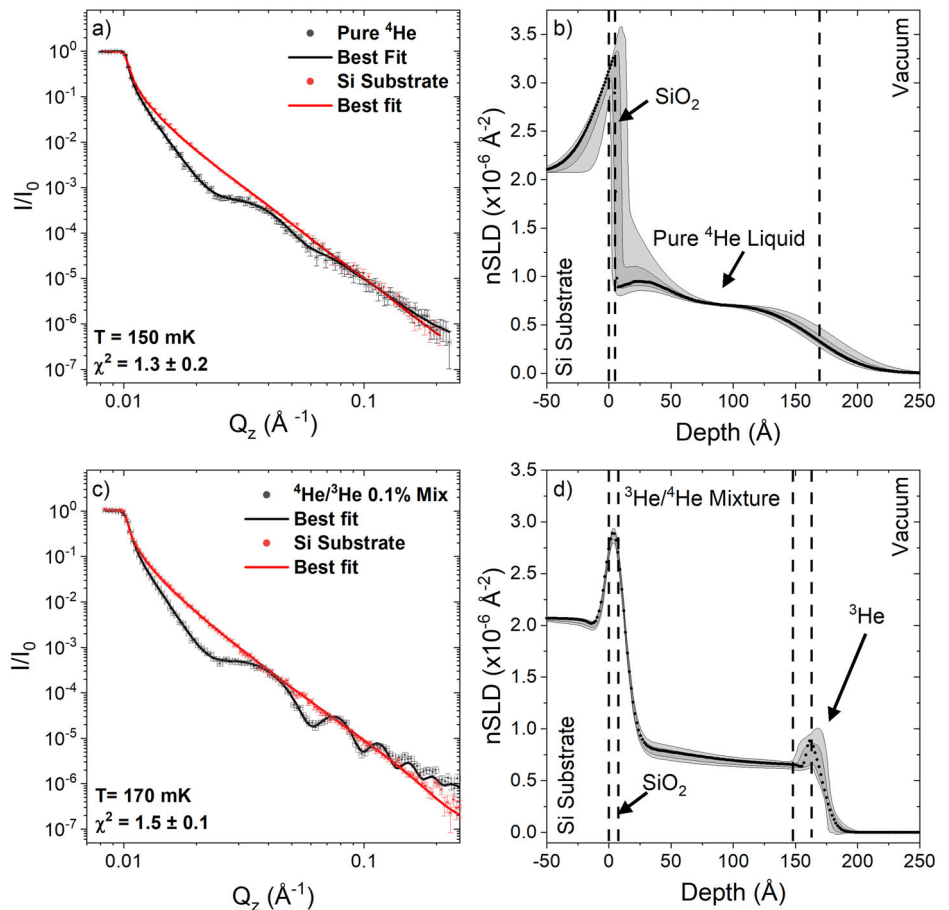 a)
Pure ⁴He
Best Fit
Si Substrate
Best fit
10⁰
10⁻¹
10⁻²
10⁻³
10⁻⁴
10⁻⁵
10⁻⁶
10⁻⁷
I/I₀
T = 150 mK
χ² = 1.3 ± 0.2
0.01
0.1
Q_z (Å⁻¹)
b)
3.5
3.0
2.5
2.0
1.5
1.0
0.5
0.0
nSLD (x10⁻⁶ Å⁻²)
SiO₂
Pure ⁴He Liquid
Si Substrate
Vacuum
-50
0
50
100
150
200
250
Depth (Å)
c)
⁴He/³He 0.1% Mix
Best fit
Si Substrate
Best fit
10⁰
10⁻¹
10⁻²
10⁻³
10⁻⁴
10⁻⁵
10⁻⁶
10⁻⁷
I/I₀
T= 170 mK
χ² = 1.5 ± 0.1
0.01
0.1
Q_z (Å⁻¹)
d)
3.5
3.0
2.5
2.0
1.5
1.0
0.5
0.0
nSLD (x10⁻⁶ Å⁻²)
³He/⁴He Mixture
³He
SiO₂
Si Substrate
Vacuum
-50
0
50
100
150
200
250
Depth (Å)